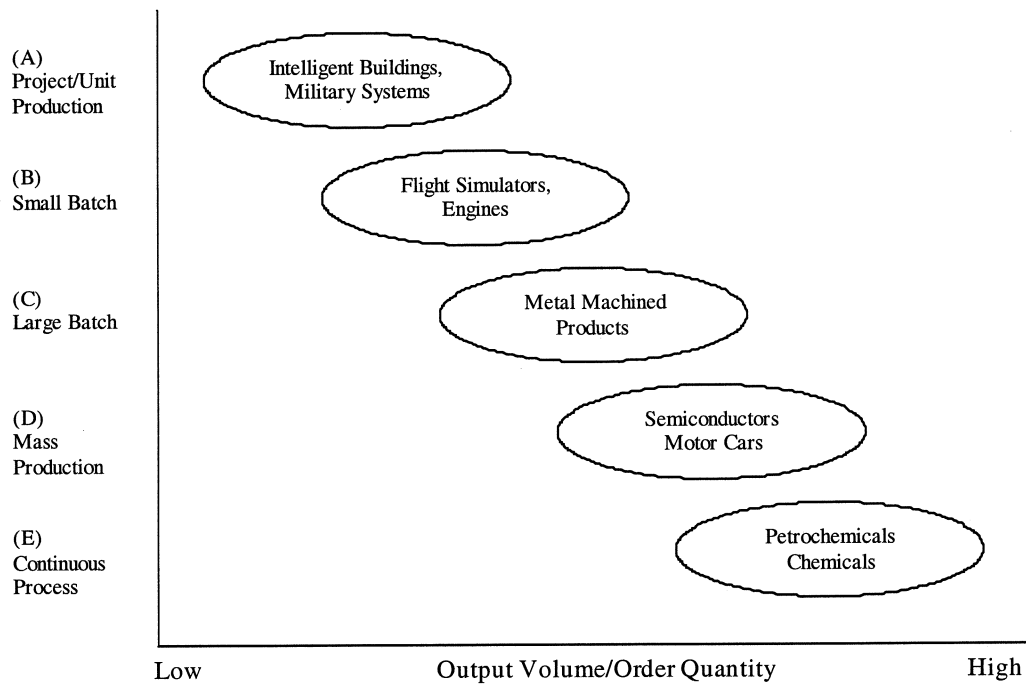 (A)
Project/Unit
Production
Intelligent Buildings,
Military Systems
(B)
Small Batch
Flight Simulators,
Engines
(C)
Large Batch
Metal Machined
Products
(D)
Mass
Production
Semiconductors
Motor Cars
(E)
Continuous
Process
Petrochemicals
Chemicals
Low
Output Volume/Order Quantity
High